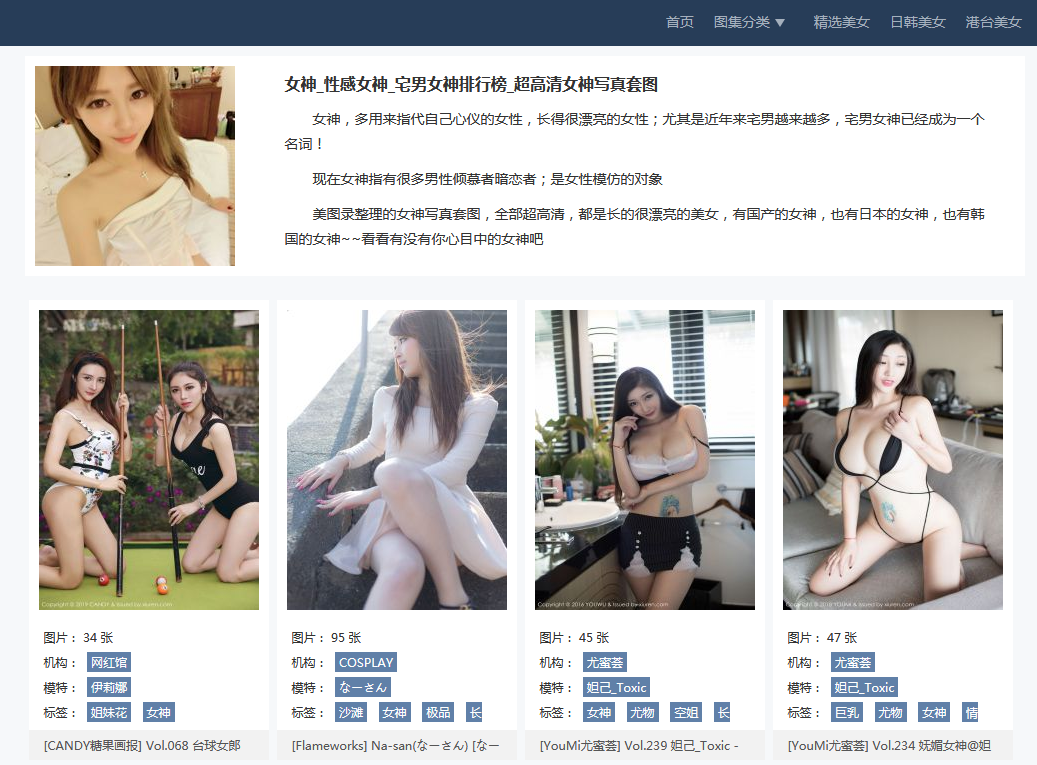 首页 图集分类 ▼ 精选美女 日韩美女 港台美女
女神_性感女神_宅男女神排行榜_超高清女神写真套图
女神，多用来指代自己心仪的女性，长得很漂亮的女性；尤其是近年来宅男越来越多，宅男女神已经成为一个
名词！
现在女神指有很多男性倾慕者暗恋者；是女性模仿的对象
美图录整理的女神写真套图，全部超高清，都是长的很漂亮的美女，有国产的女神，也有日本的女神，也有韩
国的女神~~看看有没有你心目中的女神吧
Copyright © 2019 CANDY & Issued by xiuren.com
图片： 34 张
机构： 网红馆
模特： 伊莉娜
标签： 姐妹花 女神
[CANDY糖果画报] Vol.068 台球女郎
图片： 95 张
机构： COSPLAY
模特： なーさん
标签： 沙滩 女神 极品 长
[Flameworks] Na-san(なーさん) [なー
Copyright © 2016 YOUWU & Issued by xiuren.com
图片： 45 张
机构： 尤蜜荟
模特： 妲己_Toxic
标签： 女神 尤物 空姐 长
[YouMi尤蜜荟] Vol.239 妲己_Toxic -
图片： 47 张
机构： 尤蜜荟
模特： 妲己_Toxic
标签： 巨乳 尤物 女神 情
[YouMi尤蜜荟] Vol.234 妩媚女神@妲